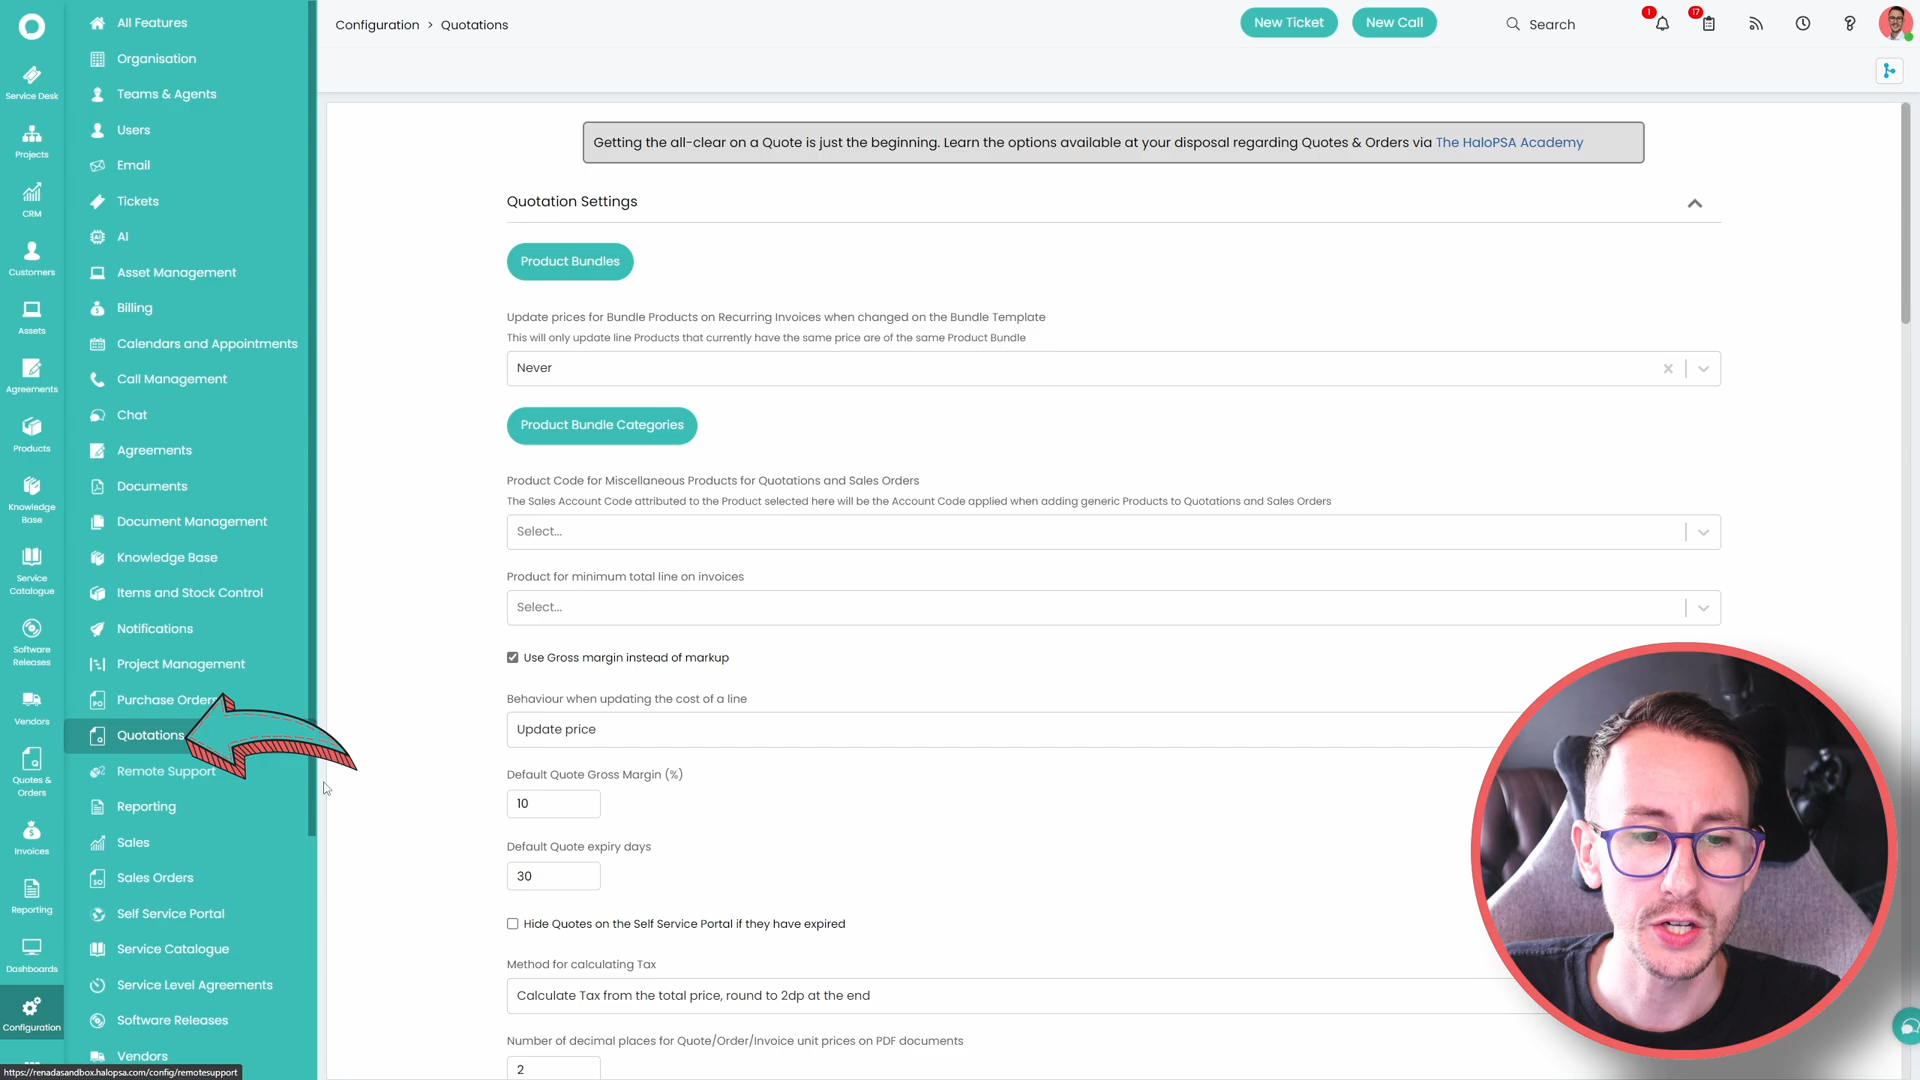 All Features
Organisation
Teams & Agents
Users
Email
Tickets
AI
Asset Management
Billing
Calendars and Appointments
Call Management
Chat
Agreements
Documents
Document Management
Knowledge Base
Items and Stock Control
Notifications
Project Management
Purchase Orders
Quotations
Remote Support
Reporting
Sales
Sales Orders
Self Service Portal
Service Catalogue
Service Level Agreements
Software Releases
Vendors
Service Desk
Projects
CRM
Customers
Assets
Agreements
Products
Knowledge
Base
Service
Catalogue
Software
Releases
Vendors
Quotes &
Orders
Invoices
Reporting
Dashboards
Configuration
https://renadasandbox.halopsa.com/config/remotesupport
Configuration > Quotations
New Ticket
New Call
Search
1
17
Getting the all-clear on a Quote is just the beginning. Learn the options available at your disposal regarding Quotes & Orders via The HaloPSA Academy
Quotation Settings
Product Bundles
Update prices for Bundle Products on Recurring Invoices when changed on the Bundle Template
This will only update line Products that currently have the same price are of the same Product Bundle
Never
Product Bundle Categories
Product Code for Miscellaneous Products for Quotations and Sales Orders
The Sales Account Code attributed to the Product selected here will be the Account Code applied when adding generic Products to Quotations and Sales Orders
Select...
Product for minimum total line on invoices
Select...
Use Gross margin instead of markup
Behaviour when updating the cost of a line
Update price
Default Quote Gross Margin (%)
10
Default Quote expiry days
30
Hide Quotes on the Self Service Portal if they have expired
Method for calculating Tax
Calculate Tax from the total price, round to 2dp at the end
Number of decimal places for Quote/Order/Invoice unit prices on PDF documents
2